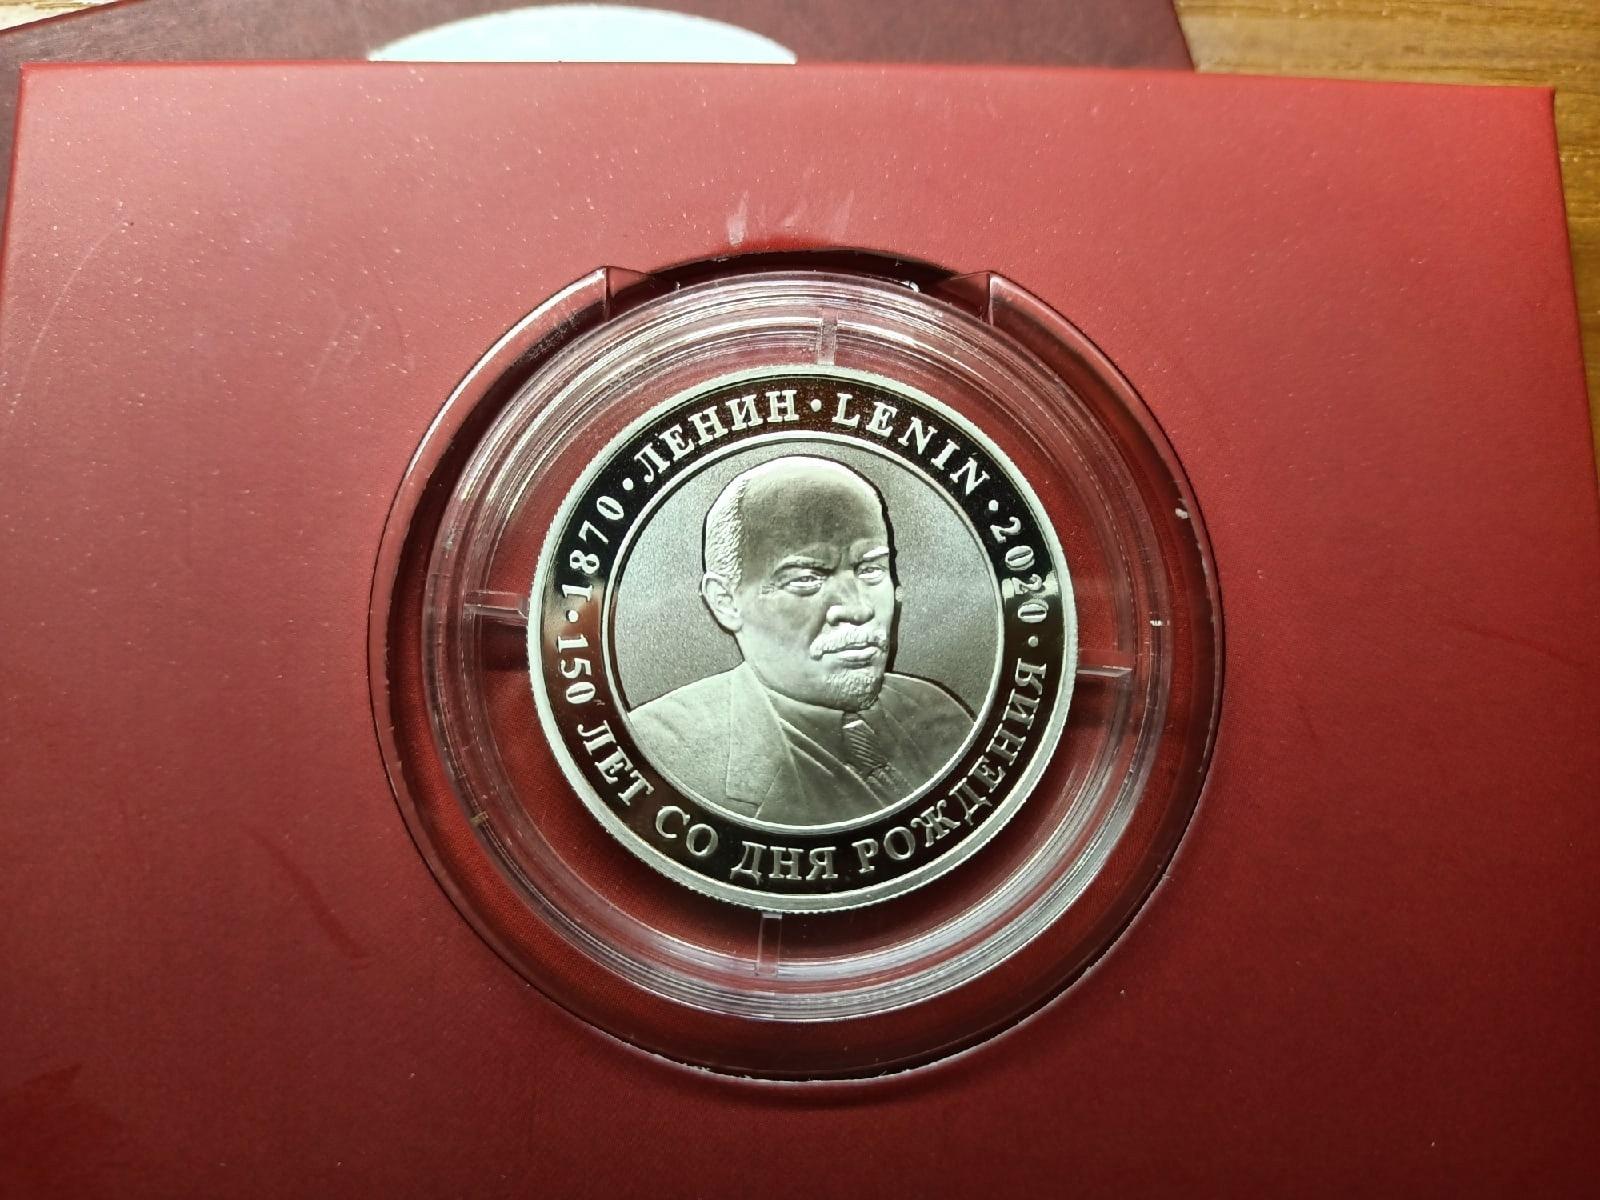 1870 · ЛЕНИН · LENIN · 2020 ·
150 ЛЕТ СО ДНЯ РОЖДЕНИЯ